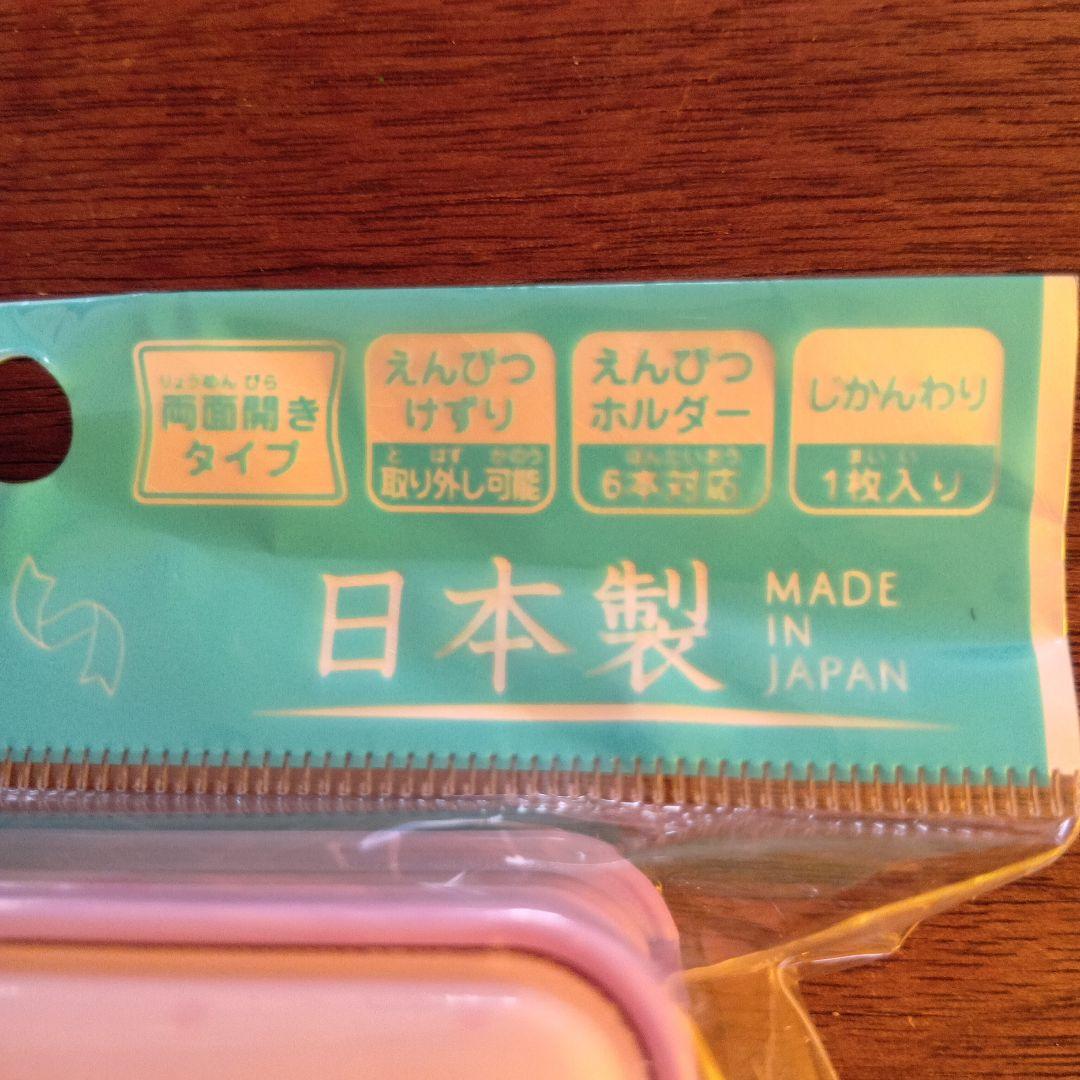 りょうめん びら
両面開き
タイプ
えんぴつ
けずり
と はず かのう
取り外し可能
えんぴつ
ホルダー
ほんたいおう
6本対応
じかんわり
まい い
1枚入り
日本製
MADE
IN
JAPAN